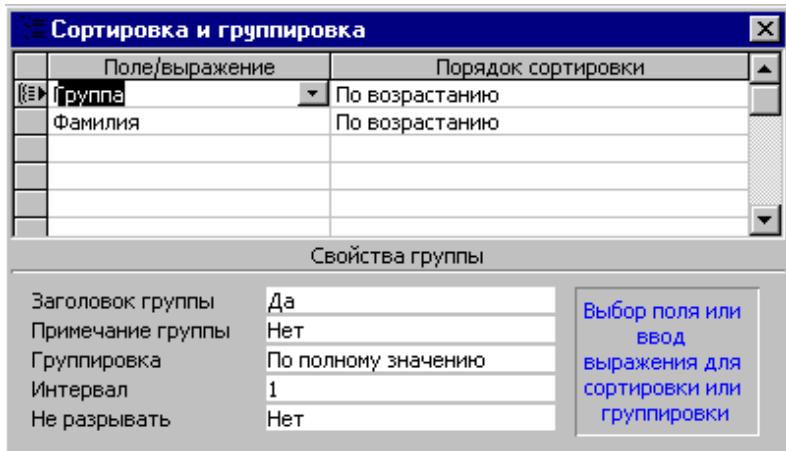 Сортировка и группировка
Поле/выражение Порядок сортировки
Группа По возрастанию
Фамилия По возрастанию
Свойства группы
Заголовок группы Да
Примечание группы Нет
Группировка По полному значению
Интервал 1
Не разрывать Нет
Выбор поля или
ввод
выражения для
сортировки или
группировки